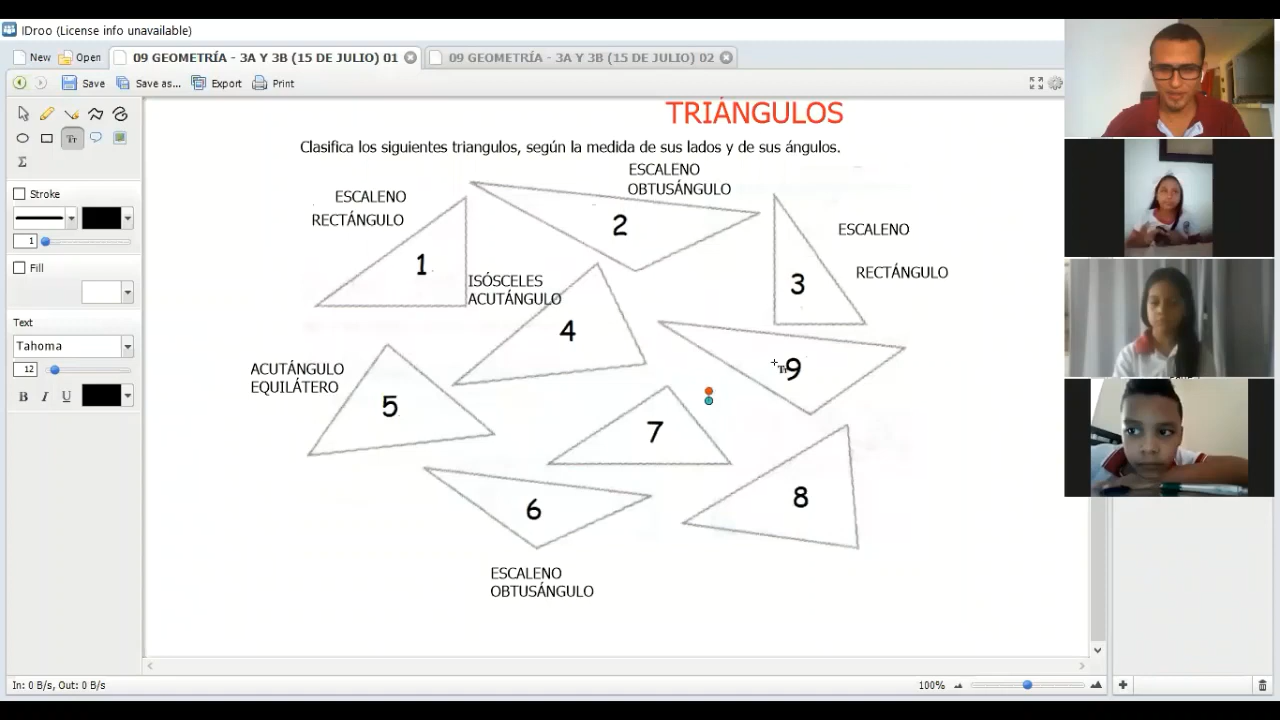 IDroo (License info unavailable)
New
Open
09 GEOMETRÍA - 3A Y 3B (15 DE JULIO) 01
09 GEOMETRÍA - 3A Y 3B (15 DE JULIO) 02
Save
Save as...
Export
Print
TRIÁNGULOS
Clasifica los siguientes triangulos, según la medida de sus lados y de sus ángulos.
ESCALENO
RECTÁNGULO
1
ESCALENO
OBTUSÁNGULO
2
ESCALENO
RECTÁNGULO
3
ISÓSCELES
ACUTÁNGULO
4
ACUTÁNGULO
EQUILÁTERO
5
9
7
6
8
ESCALENO
OBTUSÁNGULO
Tr
Σ
Stroke
1
Fill
Text
Tahoma
12
B I U
In: 0 B/s, Out: 0 B/s
100%